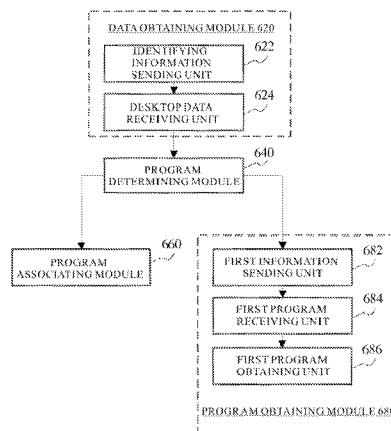 DATA OBTAINING MODULE 620
IDENTIFYING
INFORMATION
SENDING UNIT
622
DESKTOP DATA
RECEIVING UNIT
624
PROGRAM
DETERMINING MODULE
640
PROGRAM
ASSOCIATING MODULE
660
FIRST INFORMATION
SENDING UNIT
682
FIRST PROGRAM
RECEIVING UNIT
684
FIRST PROGRAM
OBTAINING UNIT
686
PROGRAM OBTAINING MODULE 680